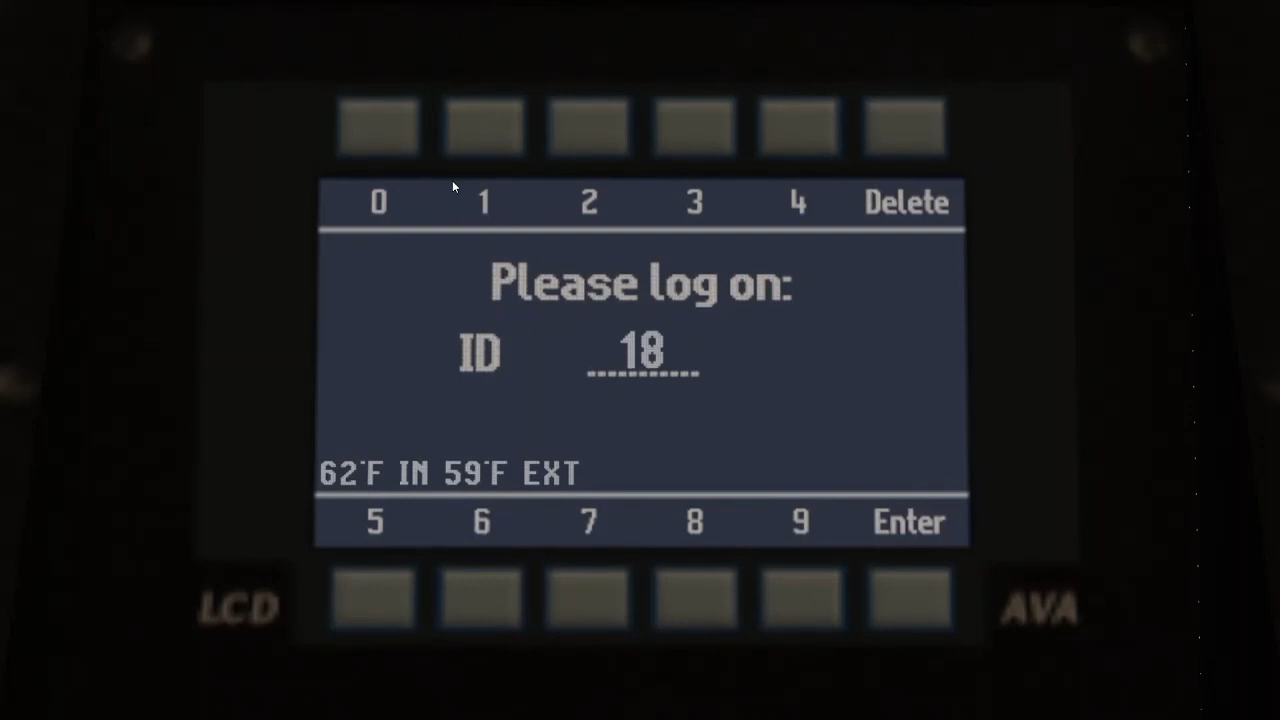 0 1 2 3 4 Delete
Please log on:
ID 18
62°F IN 59°F EXT
5 6 7 8 9 Enter
LCD AVA